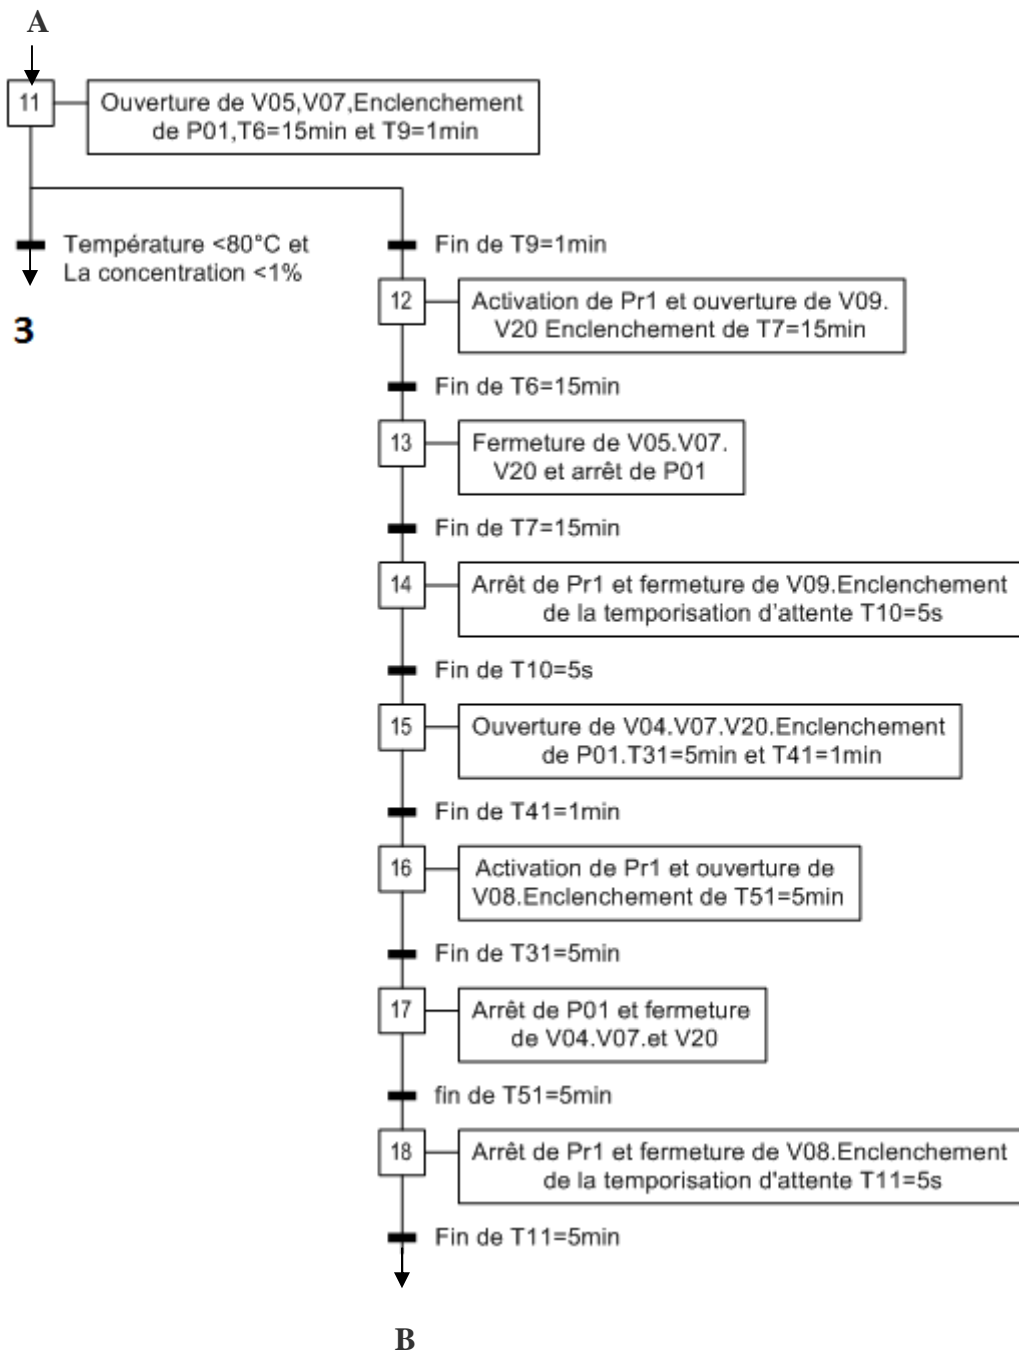 A
11
Ouverture de V05,V07,Enclenchement
de P01,T6=15min et T9=1min
Température <80°C et
La concentration <1%
3
Fin de T9=1min
12
Activation de Pr1 et ouverture de V09.
V20 Enclenchement de T7=15min
Fin de T6=15min
13
Fermeture de V05.V07.
V20 et arrêt de P01
Fin de T7=15min
14
Arrêt de Pr1 et fermeture de V09.Enclenchement
de la temporisation d'attente T10=5s
Fin de T10=5s
15
Ouverture de V04.V07.V20.Enclenchement
de P01.T31=5min et T41=1min
Fin de T41=1min
16
Activation de Pr1 et ouverture de
V08.Enclenchement de T51=5min
Fin de T31=5min
17
Arrêt de P01 et fermeture
de V04.V07.et V20
fin de T51=5min
18
Arrêt de Pr1 et fermeture de V08.Enclenchement
de la temporisation d'attente T11=5s
Fin de T11=5min
B